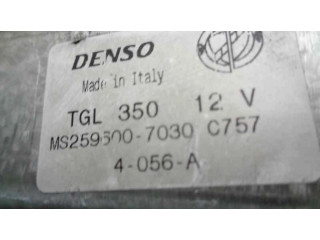 DENSO
Made in Italy
TGL 350 12 V
MS259600-7030 C757
4-056-A